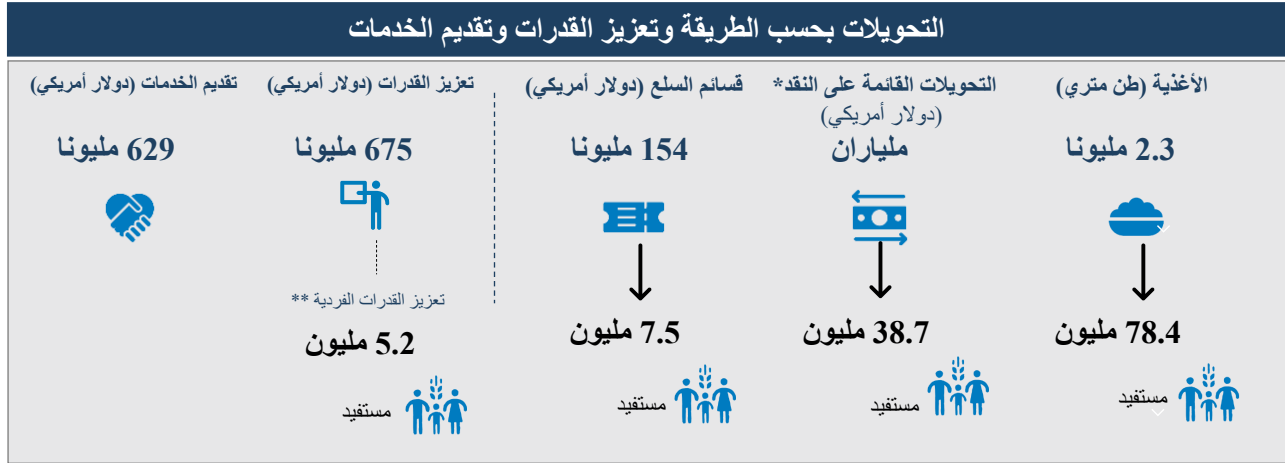 التحويلات بحسب الطريقة وتعزيز القدرات وتقديم الخدمات
الأغذية (طن متري)
2.3 مليونا
78.4 مليون
مستفيد
التحويلات القائمة على النقد*
(دولار أمريكي)
ملياران
38.7 مليون
مستفيد
قسائم السلع (دولار أمريكي)
154 مليونا
7.5 مليون
مستفيد
تعزيز القدرات (دولار أمريكي)
675 مليونا
تعزيز القدرات الفردية **
5.2 مليون
مستفيد
تقديم الخدمات (دولار أمريكي)
629 مليونا